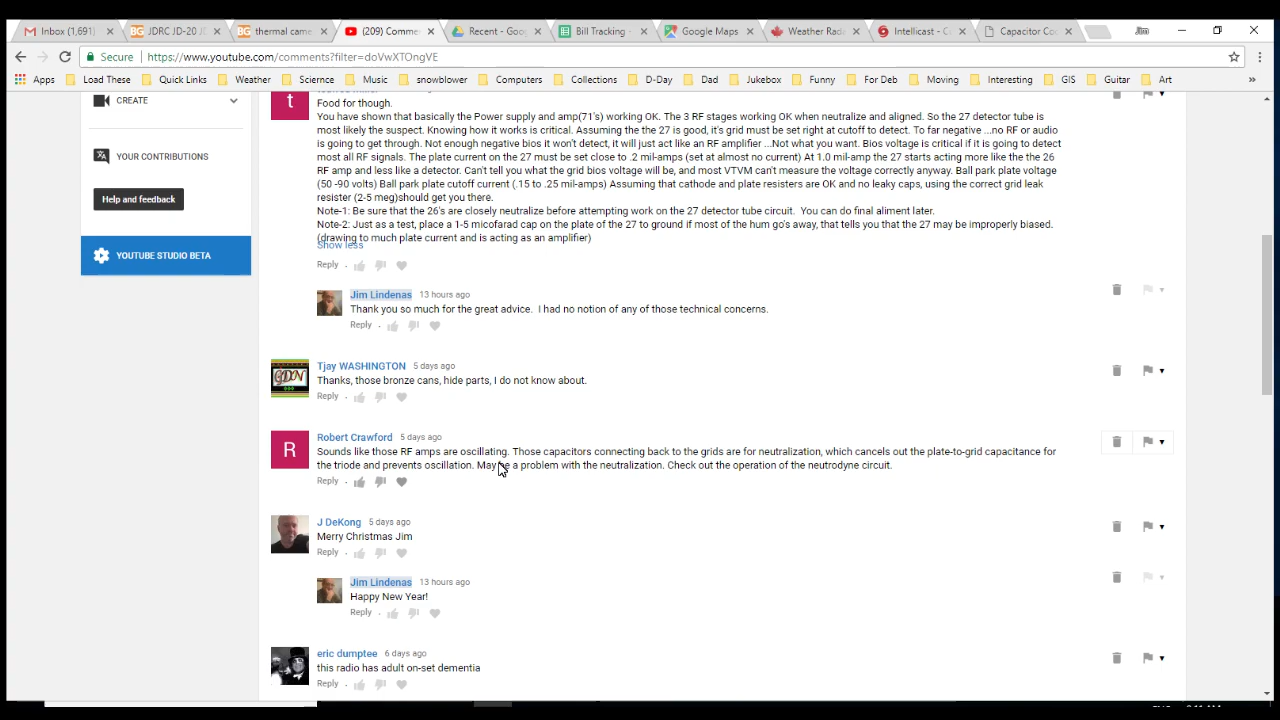 Inbox (1,691)
JDRC JD-20 JD
thermal came
(209) Comme
Recent - Goo
Bill Tracking -
Google Maps
Weather Rada
Intellicast - C
Capacitor Co
Jim
Secure https://www.youtube.com/comments?filter=doVwXTOngVE
Apps Load These Quick Links Weather Science Music snowblower Computers Collections D-Day Dad Jukebox Funny For Deb Moving Interesting GIS Guitar Art »
CREATE
YOUR CONTRIBUTIONS
Help and feedback
YOUTUBE STUDIO BETA
t
Food for though.
You have shown that basically the Power supply and amp(71's) working OK. The 3 RF stages working OK when neutralize and aligned. So the 27 detector tube is
most likely the suspect. Knowing how it works is critical. Assuming the the 27 is good, it's grid must be set right at cutoff to detect. To far negative ...no RF or audio
is going to get through. Not enough negative bios it won't detect, it will just act like an RF amplifier ...Not what you want. Bios voltage is critical if it is going to detect
most all RF signals. The plate current on the 27 must be set close to .2 mil-amps (set at almost no current) At 1.0 mil-amp the 27 starts acting more like the the 26
RF amp and less like a detector. Can't tell you what the grid bios voltage will be, and most VTVM can't measure the voltage correctly anyway. Ball park plate voltage
(50 -90 volts) Ball park plate cutoff current (.15 to .25 mil-amps) Assuming that cathode and plate resisters are OK and no leaky caps, using the correct grid leak
resister (2-5 meg)should get you there.
Note-1: Be sure that the 26's are closely neutralize before attempting work on the 27 detector tube circuit. You can do final aliment later.
Note-2: Just as a test, place a 1-5 micofarad cap on the plate of the 27 to ground if most of the hum go's away, that tells you that the 27 may be improperly biased.
(drawing to much plate current and is acting as an amplifier)
Show less
Reply
Jim Lindenas 13 hours ago
Thank you so much for the great advice. I had no notion of any of those technical concerns.
Reply
Tjay WASHINGTON 5 days ago
Thanks, those bronze cans, hide parts, I do not know about.
Reply
R
Robert Crawford 5 days ago
Sounds like those RF amps are oscillating. Those capacitors connecting back to the grids are for neutralization, which cancels out the plate-to-grid capacitance for
the triode and prevents oscillation. May be a problem with the neutralization. Check out the operation of the neutrodyne circuit.
Reply
J DeKong 5 days ago
Merry Christmas Jim
Reply
Jim Lindenas 13 hours ago
Happy New Year!
Reply
eric dumptee 6 days ago
this radio has adult on-set dementia
Reply